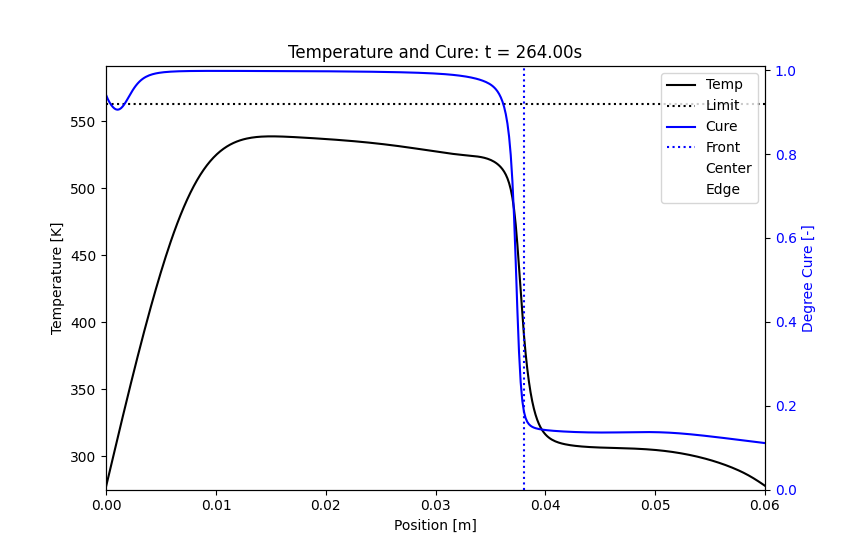 Temperature and Cure: t = 264.00s
Temp
Limit
Cure
Front
Center
Edge
Temperature [K]
550
500
450
400
350
300
1.0
0.8
0.6
0.4
0.2
0.0
Degree Cure [-]
0.00 0.01 0.02 0.03 0.04 0.05 0.06
Position [m]